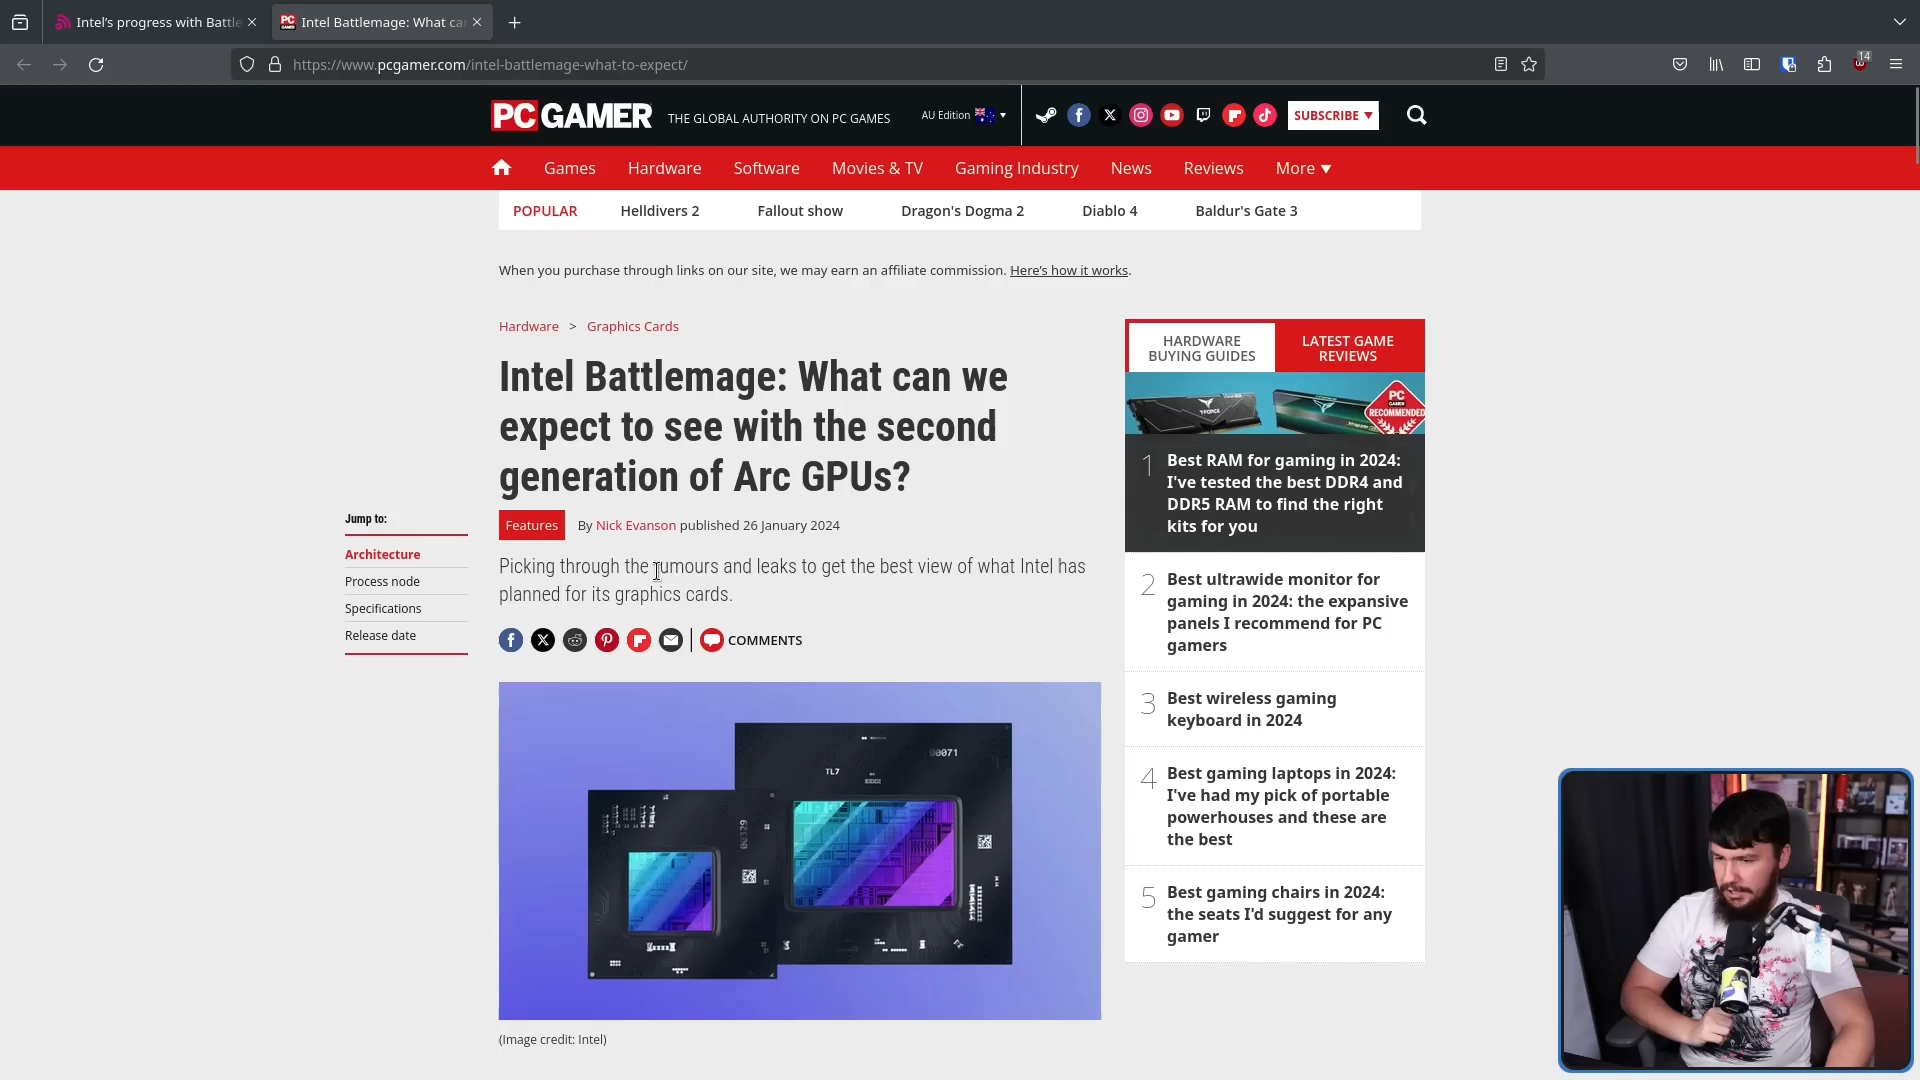 Intel's progress with Battle
Intel Battlemage: What ca
https://www.pcgamer.com/intel-battlemage-what-to-expect/
14
PC GAMER
THE GLOBAL AUTHORITY ON PC GAMES
AU Edition
SUBSCRIBE
Games
Hardware
Software
Movies & TV
Gaming Industry
News
Reviews
More
POPULAR
Helldivers 2
Fallout show
Dragon's Dogma 2
Diablo 4
Baldur's Gate 3
When you purchase through links on our site, we may earn an affiliate commission. Here's how it works.
Hardware > Graphics Cards
Intel Battlemage: What can we
expect to see with the second
generation of Arc GPUs?
Features
By Nick Evanson published 26 January 2024
Picking through the rumours and leaks to get the best view of what Intel has
planned for its graphics cards.
COMMENTS
Jump to:
Architecture
Process node
Specifications
Release date
00071
TL7
00329
(Image credit: Intel)
HARDWARE
BUYING GUIDES
LATEST GAME
REVIEWS
T-FORCE
PC
GAMER
RECOMMENDED
1
Best RAM for gaming in 2024:
I've tested the best DDR4 and
DDR5 RAM to find the right
kits for you
2
Best ultrawide monitor for
gaming in 2024: the expansive
panels I recommend for PC
gamers
3
Best wireless gaming
keyboard in 2024
4
Best gaming laptops in 2024:
I've had my pick of portable
powerhouses and these are
the best
5
Best gaming chairs in 2024:
the seats I'd suggest for any
gamer